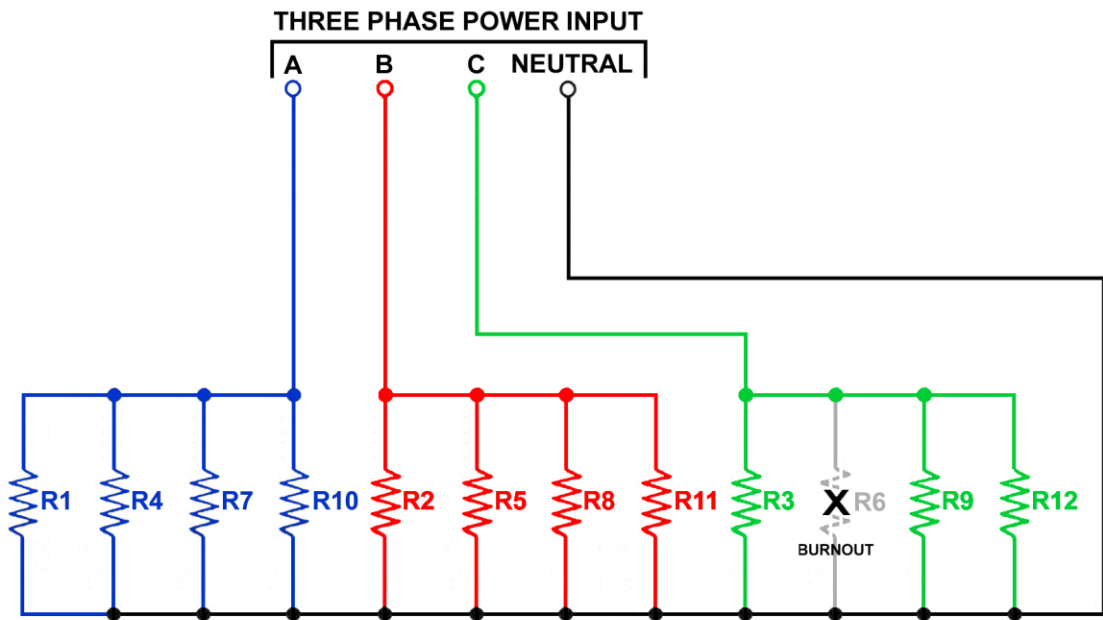 THREE PHASE POWER INPUT
A B C NEUTRAL
R1 R4 R7 R10 R2 R5 R8 R11 R3 X R6 R9 R12
BURNOUT